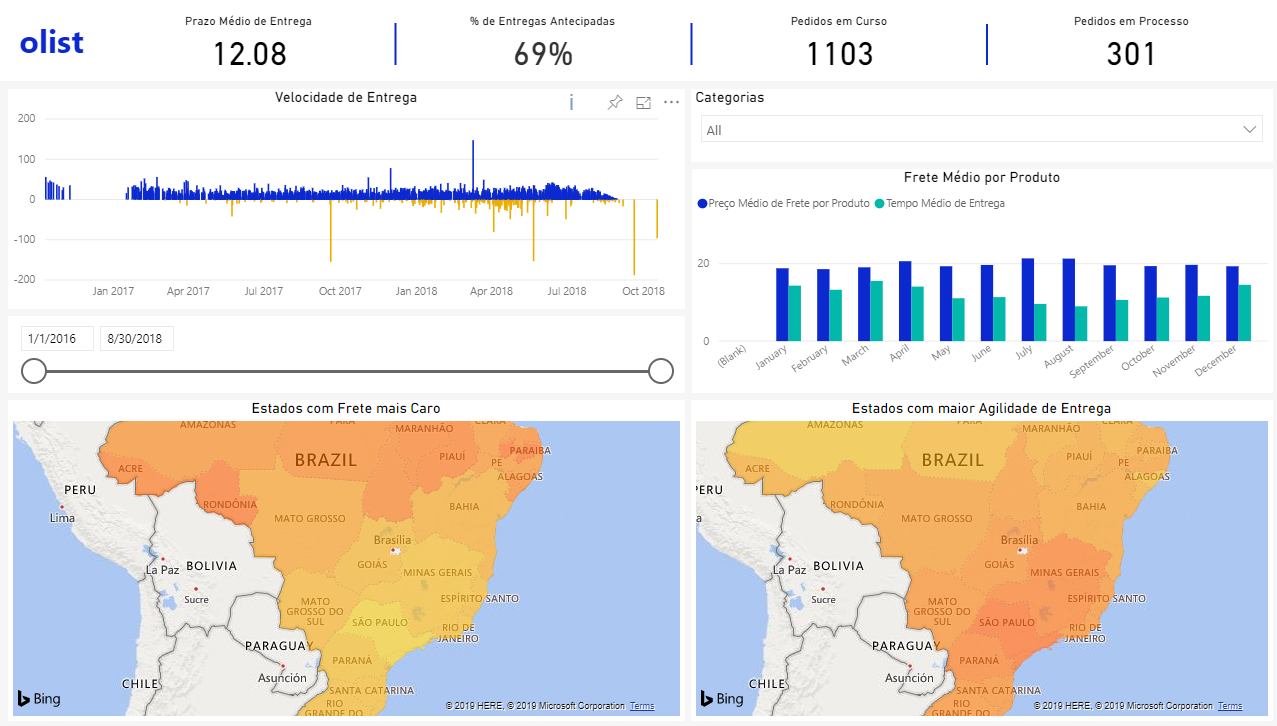 olist
Prazo Médio de Entrega
12.08
% de Entregas Antecipadas
69%
Pedidos em Curso
1103
Pedidos em Processo
301
Velocidade de Entrega
200
100
0
-100
-200
Jan 2017 Apr 2017 Jul 2017 Oct 2017 Jan 2018 Apr 2018 Jul 2018 Oct 2018
Categorias
All
1/1/2016 8/30/2018
Frete Médio por Produto
Preço Médio de Frete por Produto Tempo Médio de Entrega
20
0
(Blank) January February March April May June July August September October November December
Estados com Frete mais Caro
AMAZONAS
MARANHÃO
CEARA
BRAZIL
PIAUÍ
PARAIBA
ACRE
PE
ALAGOAS
PERU
RONDÔNIA
BAHIA
Lima
MATO GROSSO
Brasília
La Paz
BOLIVIA
GOIÁS
MINAS GERAIS
Sucre
MATO
GROSSO DO
SUL
ESPÍRITO SANTO
SÃO PAULO
RIO DE
JANEIRO
PARAGUAY
PARANÁ
Asunción
CHILE
SANTA CATARINA
Bing
RIO
GRANDE DO
© 2019 HERE, © 2019 Microsoft Corporation Terms
Estados com maior Agilidade de Entrega
AMAZONAS
MARANHÃO
BRAZIL
PIAUÍ
PARAIBA
ACRE
PE
ALAGOAS
PERU
RONDÔNIA
BAHIA
MATO GROSSO
Brasília
La Paz
BOLIVIA
GOIÁS
MINAS GERAIS
Sucre
MATO
GROSSO DO
SUL
ESPÍRITO SANTO
SÃO PAULO
RIO DE
JANEIRO
PARAGUAY
PARANÁ
Asunción
CHILE
SANTA CATARINA
Bing
RIO
GRANDE DO
© 2019 HERE, © 2019 Microsoft Corporation Terms